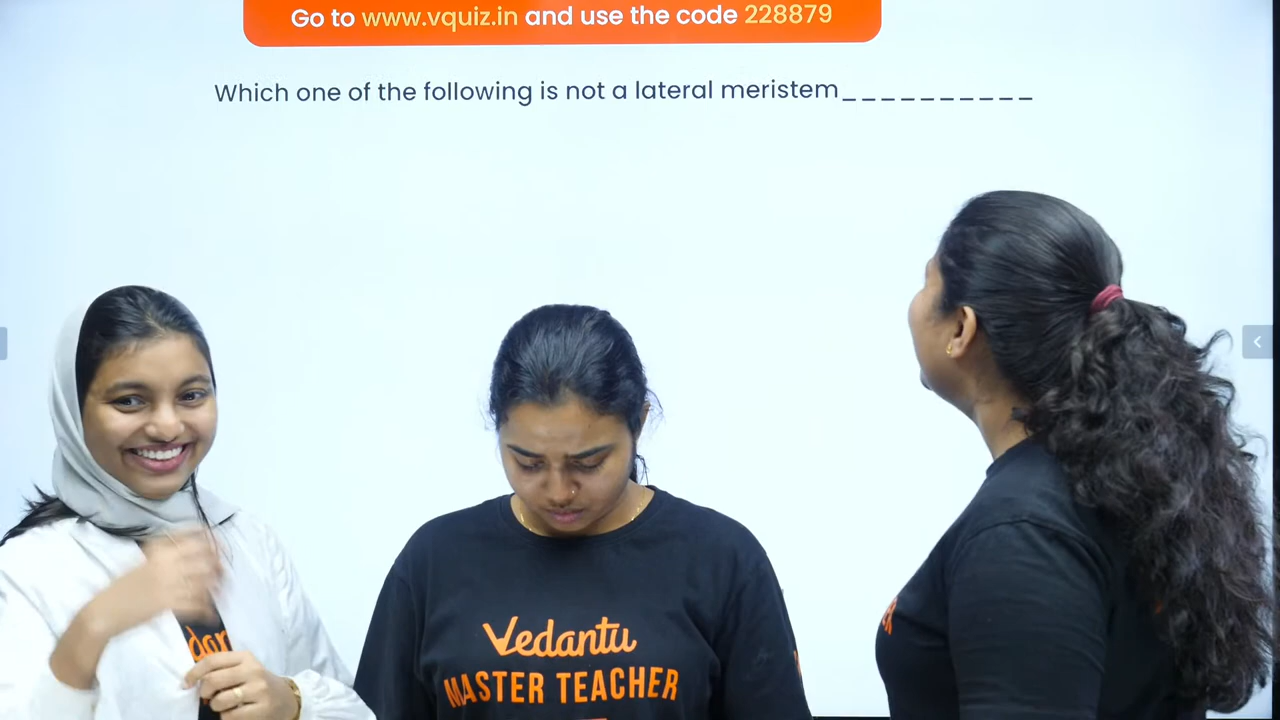 Go to www.vquiz.in and use the code 228879
Which one of the following is not a lateral meristem__________
Vedantu
MASTER TEACHER